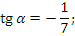 tg α = −1/7;